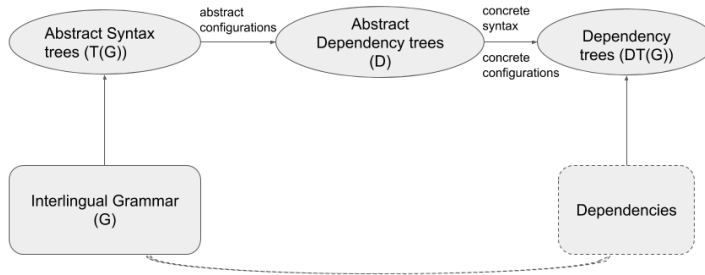 Abstract Syntax
trees (T(G))
abstract
configurations
Abstract
Dependency trees
(D)
concrete
syntax
concrete
configurations
Dependency
trees (DT(G))
Interlingual Grammar
(G)
Dependencies